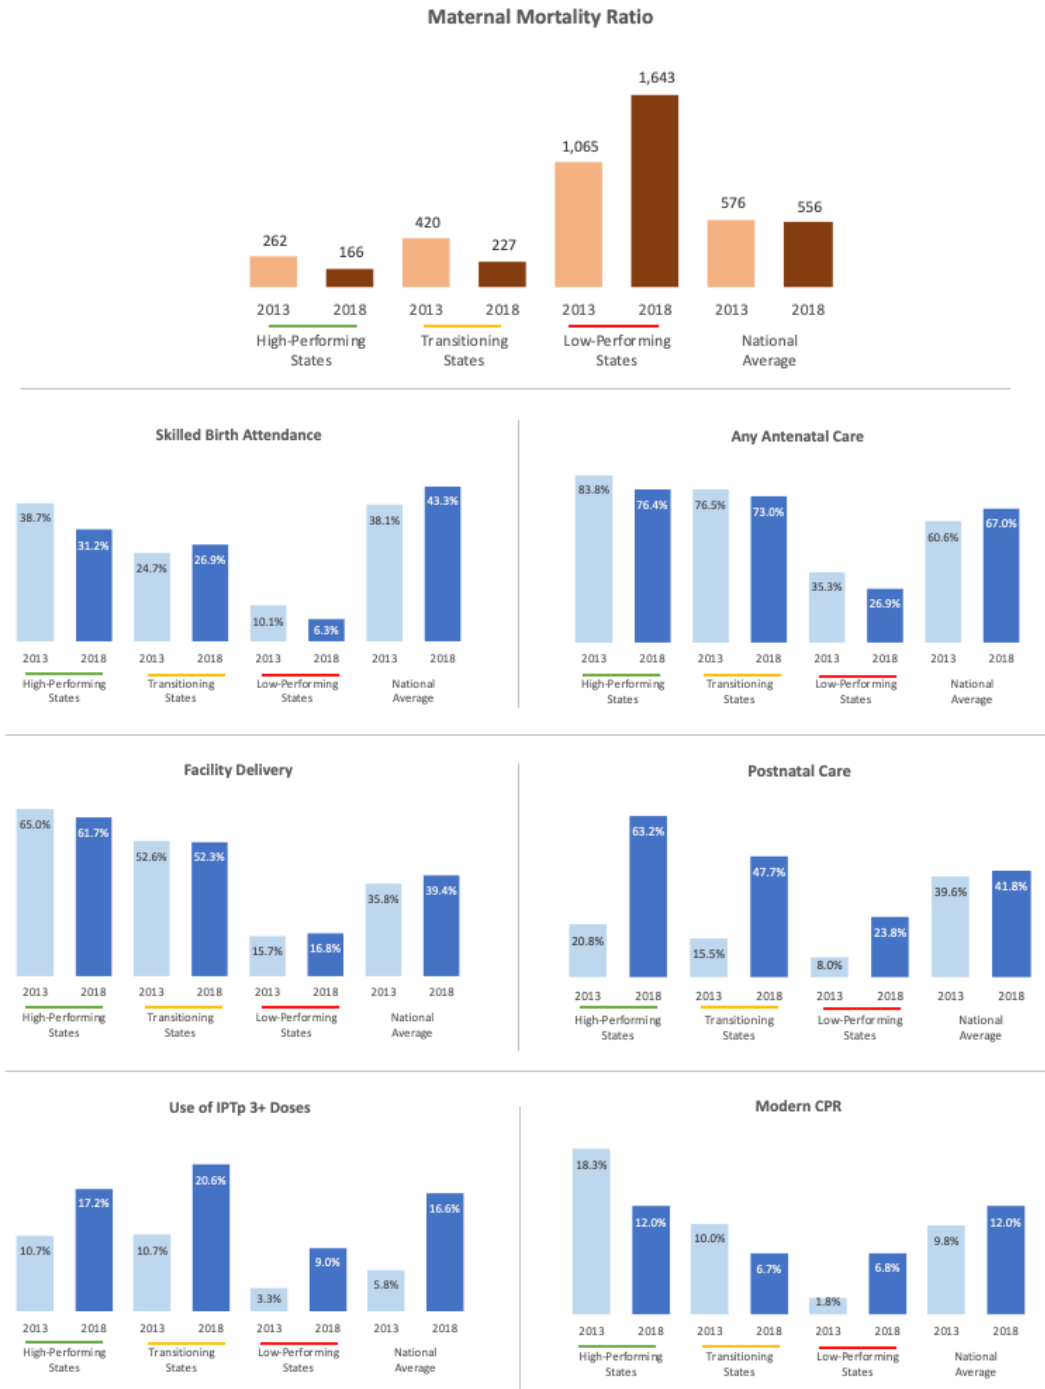 Maternal Mortality Ratio
1,643
1,065
576
556
420
262
227
166
2013 2018 2013 2018 2013 2018 2013 2018
High-Performing States
Transitioning States
Low-Performing States
National Average
Skilled Birth Attendance
38.7%
31.2%
24.7%
26.9%
10.1%
6.3%
38.1%
43.3%
2013 2018 2013 2018 2013 2018 2013 2018
High-Performing States
Transitioning States
Low-Performing States
National Average
Any Antenatal Care
83.8%
76.4%
76.5%
73.0%
35.3%
26.9%
60.6%
67.0%
2013 2018 2013 2018 2013 2018 2013 2018
High-Performing States
Transitioning States
Low-Performing States
National Average
Facility Delivery
65.0%
61.7%
52.6%
52.3%
15.7%
16.8%
35.8%
39.4%
2013 2018 2013 2018 2013 2018 2013 2018
High-Performing States
Transitioning States
Low-Performing States
National Average
Postnatal Care
20.8%
63.2%
15.5%
47.7%
8.0%
23.8%
39.6%
41.8%
2013 2018 2013 2018 2013 2018 2013 2018
High-Performing States
Transitioning States
Low-Performing States
National Average
Use of IPTp 3+ Doses
10.7%
17.2%
10.7%
20.6%
3.3%
9.0%
5.8%
16.6%
2013 2018 2013 2018 2013 2018 2013 2018
High-Performing States
Transitioning States
Low-Performing States
National Average
Modern CPR
18.3%
12.0%
10.0%
6.7%
1.8%
6.8%
9.8%
12.0%
2013 2018 2013 2018 2013 2018 2013 2018
High-Performing States
Transitioning States
Low-Performing States
National Average